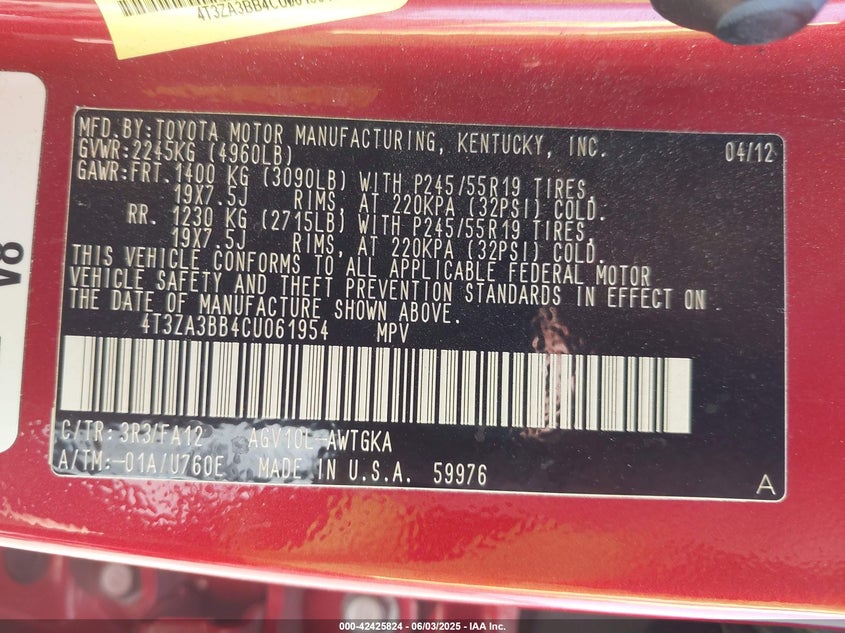 4T3ZA3BB4CU061954
V8
MFD.BY:TOYOTA MOTOR MANUFACTURING, KENTUCKY, INC. 04/12
GVWR:2245KG (4960LB)
GAWR:FRT.1400 KG (3090LB) WITH P245/55R19 TIRES,
19X7.5J RIMS, AT 220KPA (32PSI) COLD.
RR. 1230 KG (2715LB) WITH P245/55R19 TIRES,
19X7.5J RIMS, AT 220KPA (32PSI) COLD.
THIS VEHICLE CONFORMS TO ALL APPLICABLE FEDERAL MOTOR
VEHICLE SAFETY AND THEFT PREVENTION STANDARDS IN EFFECT ON
THE DATE OF MANUFACTURE SHOWN ABOVE.
4T3ZA3BB4CU061954 MPV
C/TR:3R3/FA12 AGV10L-AWTGKA
A/TM:-01A/U760E MADE IN U.S.A. 59976 A
000-42425824 | 06/03/2025 - IAA Inc.